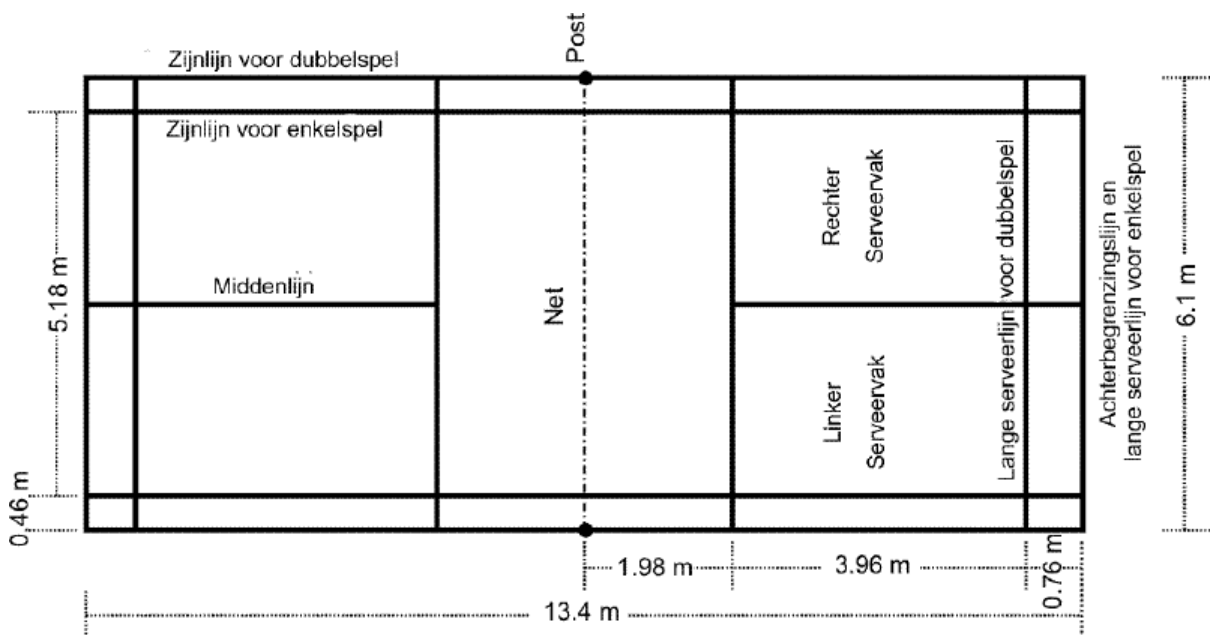 Post
Zijnlijn voor dubbelspel
Zijnlijn voor enkelspel
Middenlijn
Net
Rechter
Serveervak
Linker
Serveervak
Lange serveerlijn voor dubbelspel
Achterbegrenzingslijn en
lange serveerlijn voor enkelspel
5.18 m
0.46 m
6.1 m
1.98 m
3.96 m
0.76 m
13.4 m